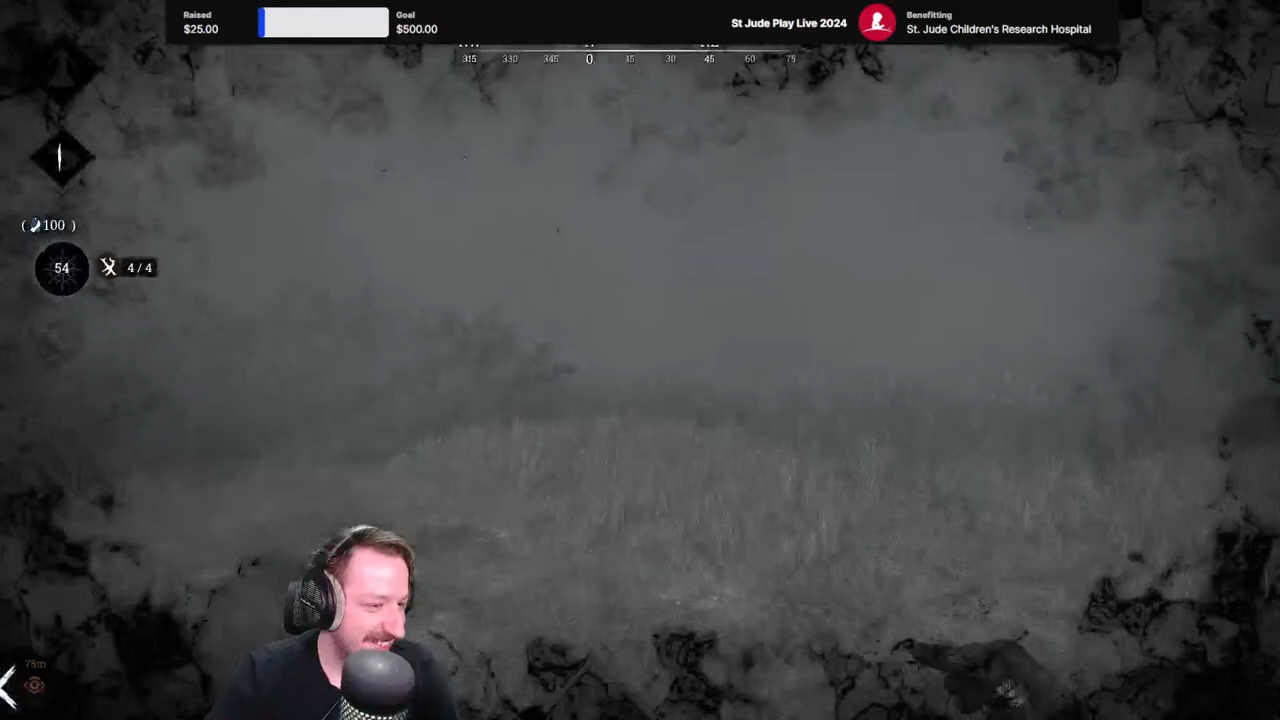 Raised
$25.00
Goal
$500.00
St Jude Play Live 2024
Benefitting
St. Jude Children's Research Hospital
315 330 345 0 15 30 45 60 75
( 100 )
54
4 / 4
75m